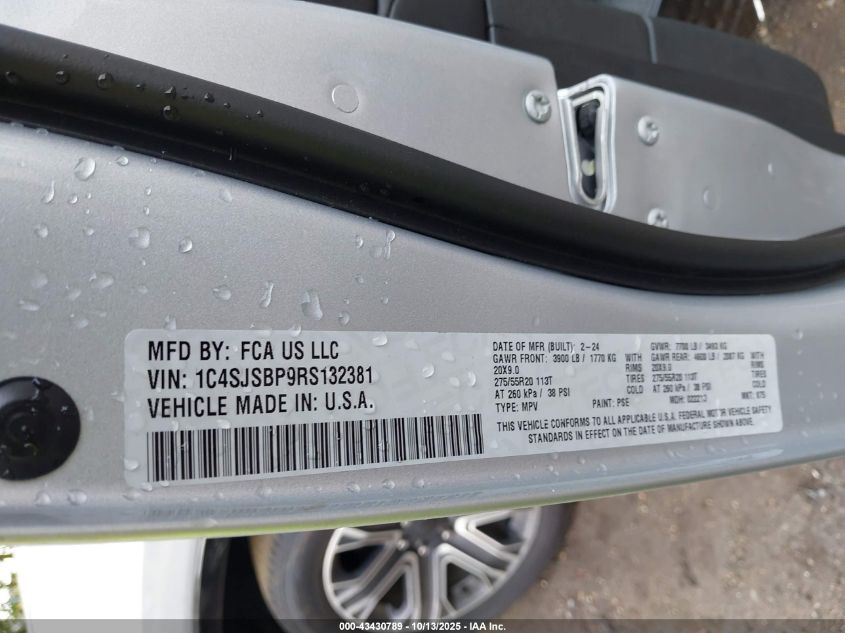 MFD BY: FCA US LLC
VIN: 1C4SJSBP9RS132381
VEHICLE MADE IN: U.S.A.
DATE OF MFR (BUILT): 2-24 GVWR: 7700 LB / 3493 KG
GAWR FRONT: 3900 LB / 1770 KG WITH GAWR REAR: 4600 LB / 2087 KG WITH
20X9.0 RIMS 20X9.0 RIMS
275/55R20 113T TIRES 275/55R20 113T TIRES
AT 260 kPa / 38 PSI COLD AT 260 kPa / 38 PSI COLD
TYPE: MPV PAINT: PSE MDH: MKT:
THIS VEHICLE CONFORMS TO ALL APPLICABLE U.S.A. FEDERAL MOTOR VEHICLE SAFETY
STANDARDS IN EFFECT ON THE DATE OF MANUFACTURE SHOWN ABOVE.
000-43430789 - 10/13/2025 - IAA Inc.